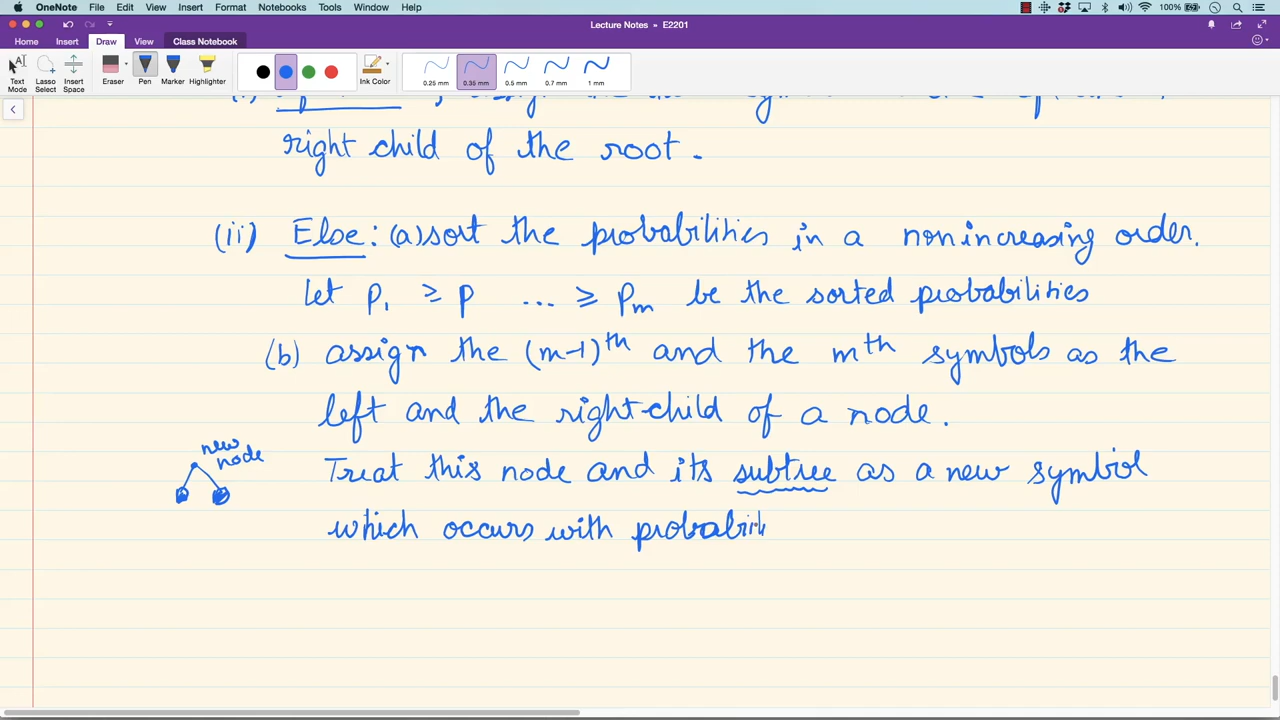 OneNote File Edit View Insert Format Notebooks Tools Window Help 100%
Lecture Notes » E2201
Home Insert Draw View Class Notebook
Text Mode Lasso Select Insert Space Eraser Pen Marker Highlighter Ink Color 0.25 mm 0.35 mm 0.5 mm 0.7 mm 1 mm
right child of the root.
(ii) Else: (a) sort the probabilities in a nonincreasing order.
let p1 ≥ p ... ≥ pm be the sorted probabilities
(b) assign the (m-1)th and the mth symbols as the
left and the right-child of a node.
new node
Treat this node and its subtree as a new symbol
which occurs with